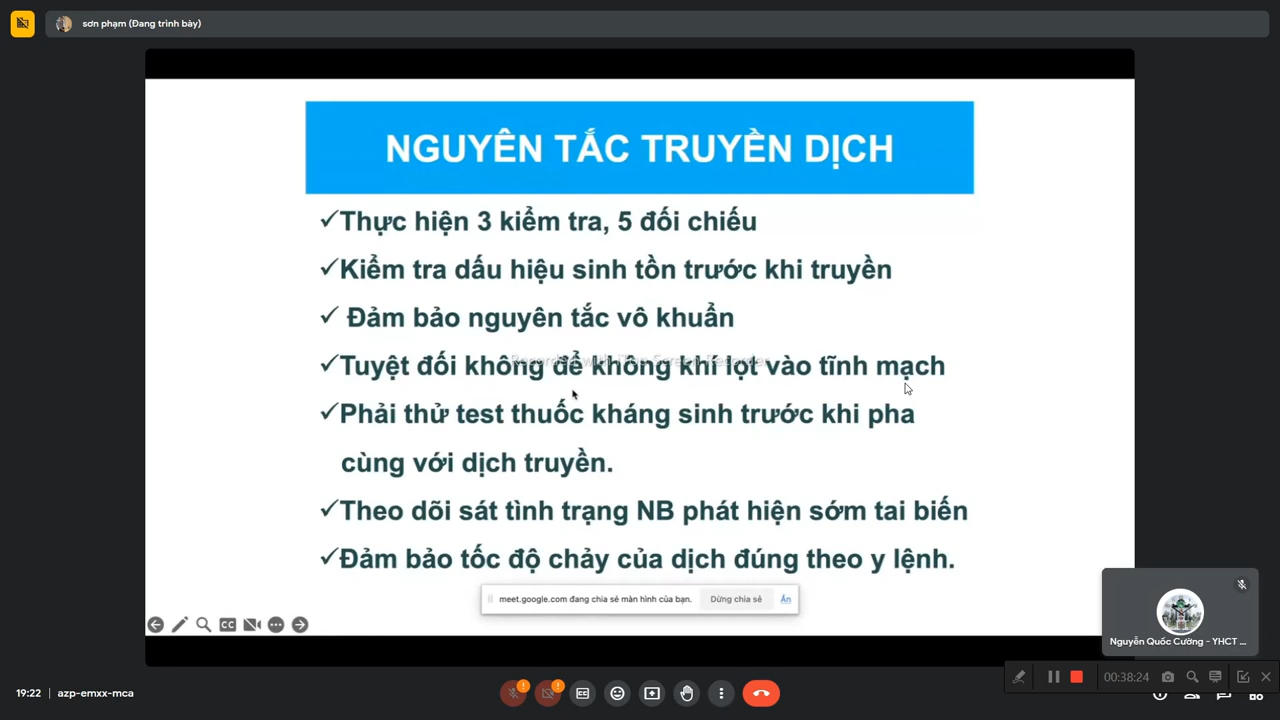 sơn phạm (Đang trình bày)
NGUYÊN TẮC TRUYỀN DỊCH
✓Thực hiện 3 kiểm tra, 5 đối chiếu
✓Kiểm tra dấu hiệu sinh tồn trước khi truyền
✓ Đảm bảo nguyên tắc vô khuẩn
✓Tuyệt đối không để không khí lọt vào tĩnh mạch
✓Phải thử test thuốc kháng sinh trước khi pha
cùng với dịch truyền.
✓Theo dõi sát tình trạng NB phát hiện sớm tai biến
✓Đảm bảo tốc độ chảy của dịch đúng theo y lệnh.
meet.google.com đang chia sẻ màn hình của bạn. Dừng chia sẻ Ẩn
CC
Nguyễn Quốc Cường - YHCT ...
00:38:24
19:22 azp-emxx-mca